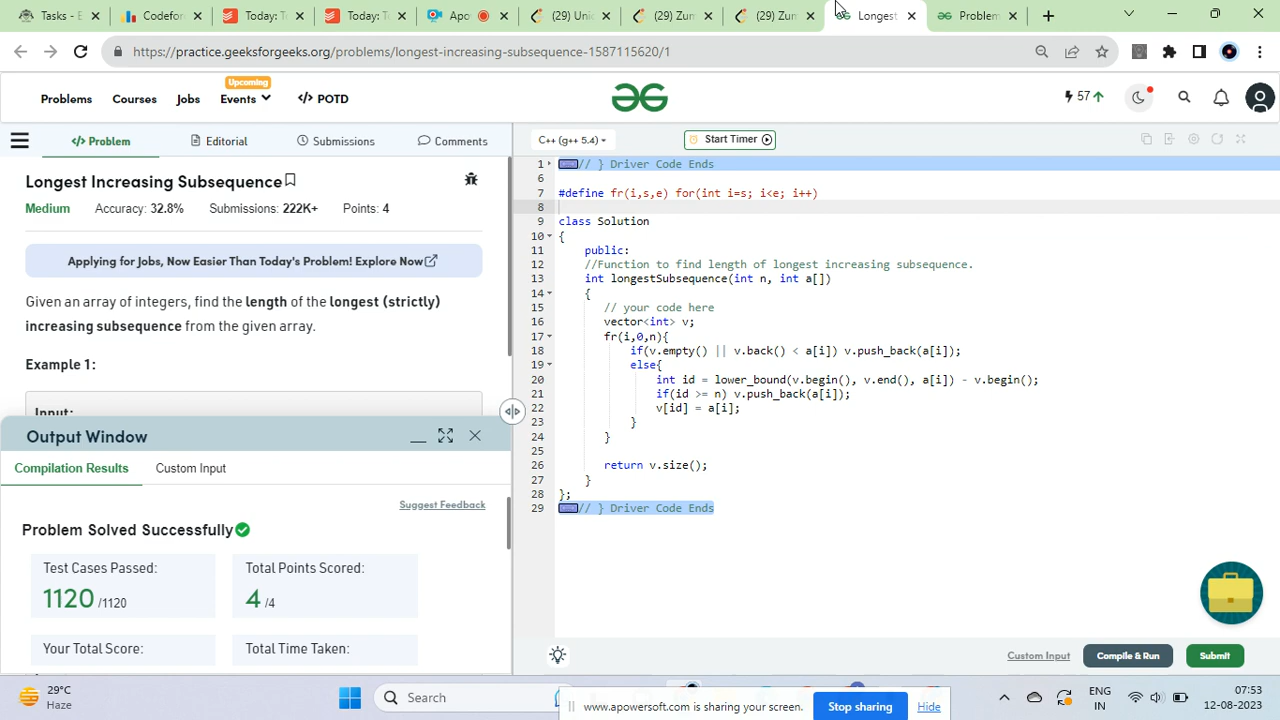 Tasks -
Codefor
Today: T
Today: T
Apo
(29) Unic
(29) Zum
(29) Zum
Longest
Problem
https://practice.geeksforgeeks.org/problems/longest-increasing-subsequence-1587115620/1
Problems
Courses
Jobs
Upcoming
Events
</> POTD
57
</> Problem
Editorial
Submissions
Comments
C++ (g++ 5.4)
Start Timer
Longest Increasing Subsequence
Medium Accuracy: 32.8% Submissions: 222K+ Points: 4
Applying for Jobs, Now Easier Than Today's Problem! Explore Now
Given an array of integers, find the length of the longest (strictly)
increasing subsequence from the given array.
Example 1:
Input:
Output Window
Compilation Results
Custom Input
Suggest Feedback
Problem Solved Successfully
Test Cases Passed:
1120 /1120
Total Points Scored:
4 /4
Your Total Score:
Total Time Taken:
1 // } Driver Code Ends
6
7 #define fr(i,s,e) for(int i=s; i<e; i++)
8
9 class Solution
10 {
11 public:
12 //Function to find length of longest increasing subsequence.
13 int longestSubsequence(int n, int a[])
14 {
15 // your code here
16 vector<int> v;
17 fr(i,0,n){
18 if(v.empty() || v.back() < a[i]) v.push_back(a[i]);
19 else{
20 int id = lower_bound(v.begin(), v.end(), a[i]) - v.begin();
21 if(id >= n) v.push_back(a[i]);
22 v[id] = a[i];
23 }
24 }
25
26 return v.size();
27 }
28 };
29 // } Driver Code Ends
Custom Input
Compile & Run
Submit
29°C
Haze
Search
www.apowersoft.com is sharing your screen.
Stop sharing
Hide
ENG
IN
07:53
12-08-2023